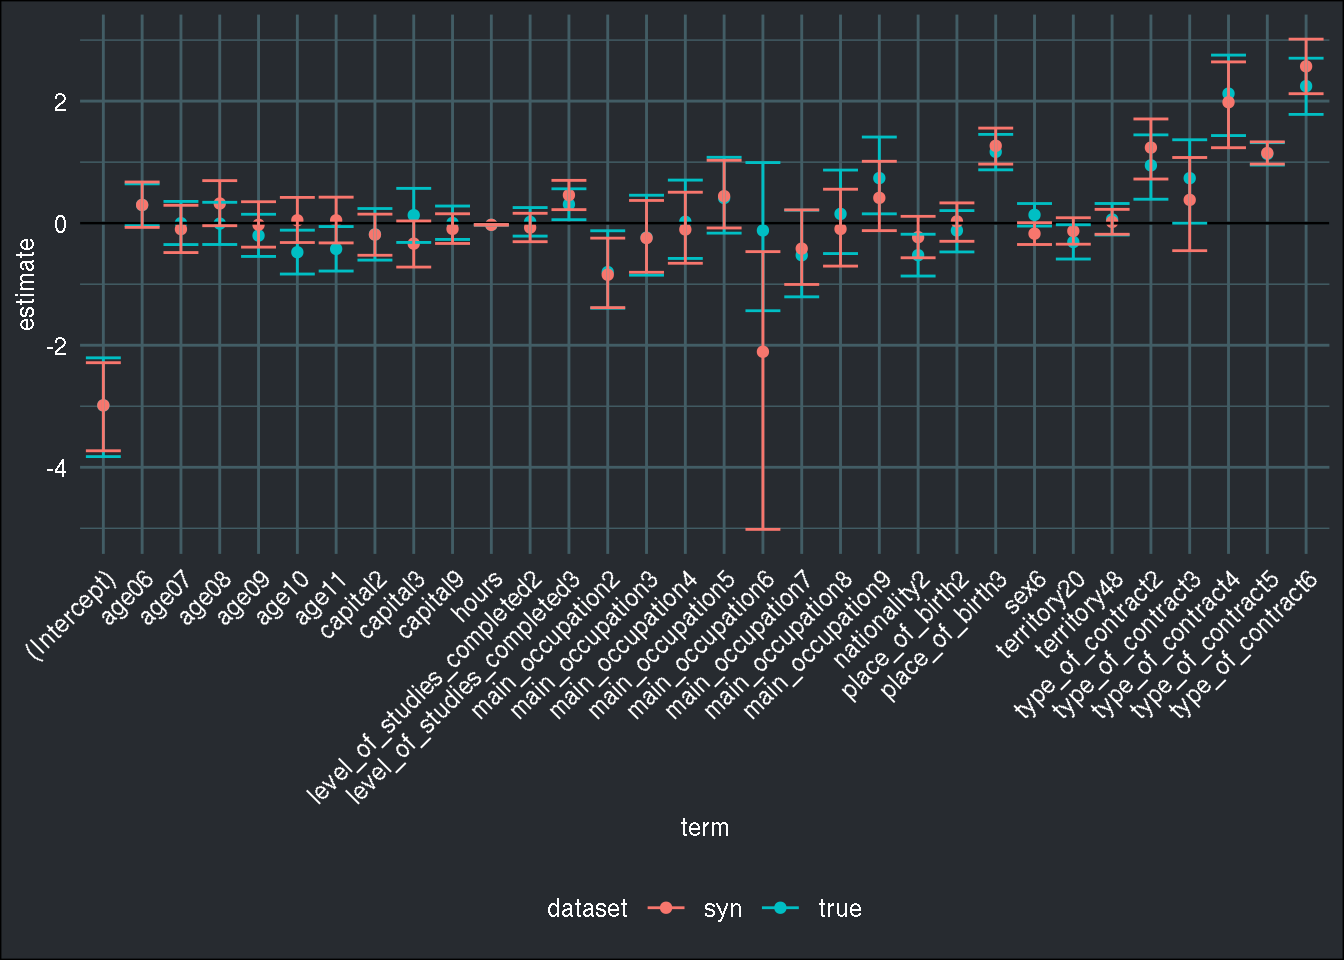 estimate
2
0
-2
-4
(Intercept)
age06
age07
age08
age09
age10
age11
capital2
capital3
capital9
hours
level_of_studies_completed2
level_of_studies_completed3
main_occupation2
main_occupation3
main_occupation4
main_occupation5
main_occupation6
main_occupation7
main_occupation8
main_occupation9
nationality2
place_of_birth2
place_of_birth3
sex6
territory20
territory48
type_of_contract2
type_of_contract3
type_of_contract4
type_of_contract5
type_of_contract6
term
dataset syn true